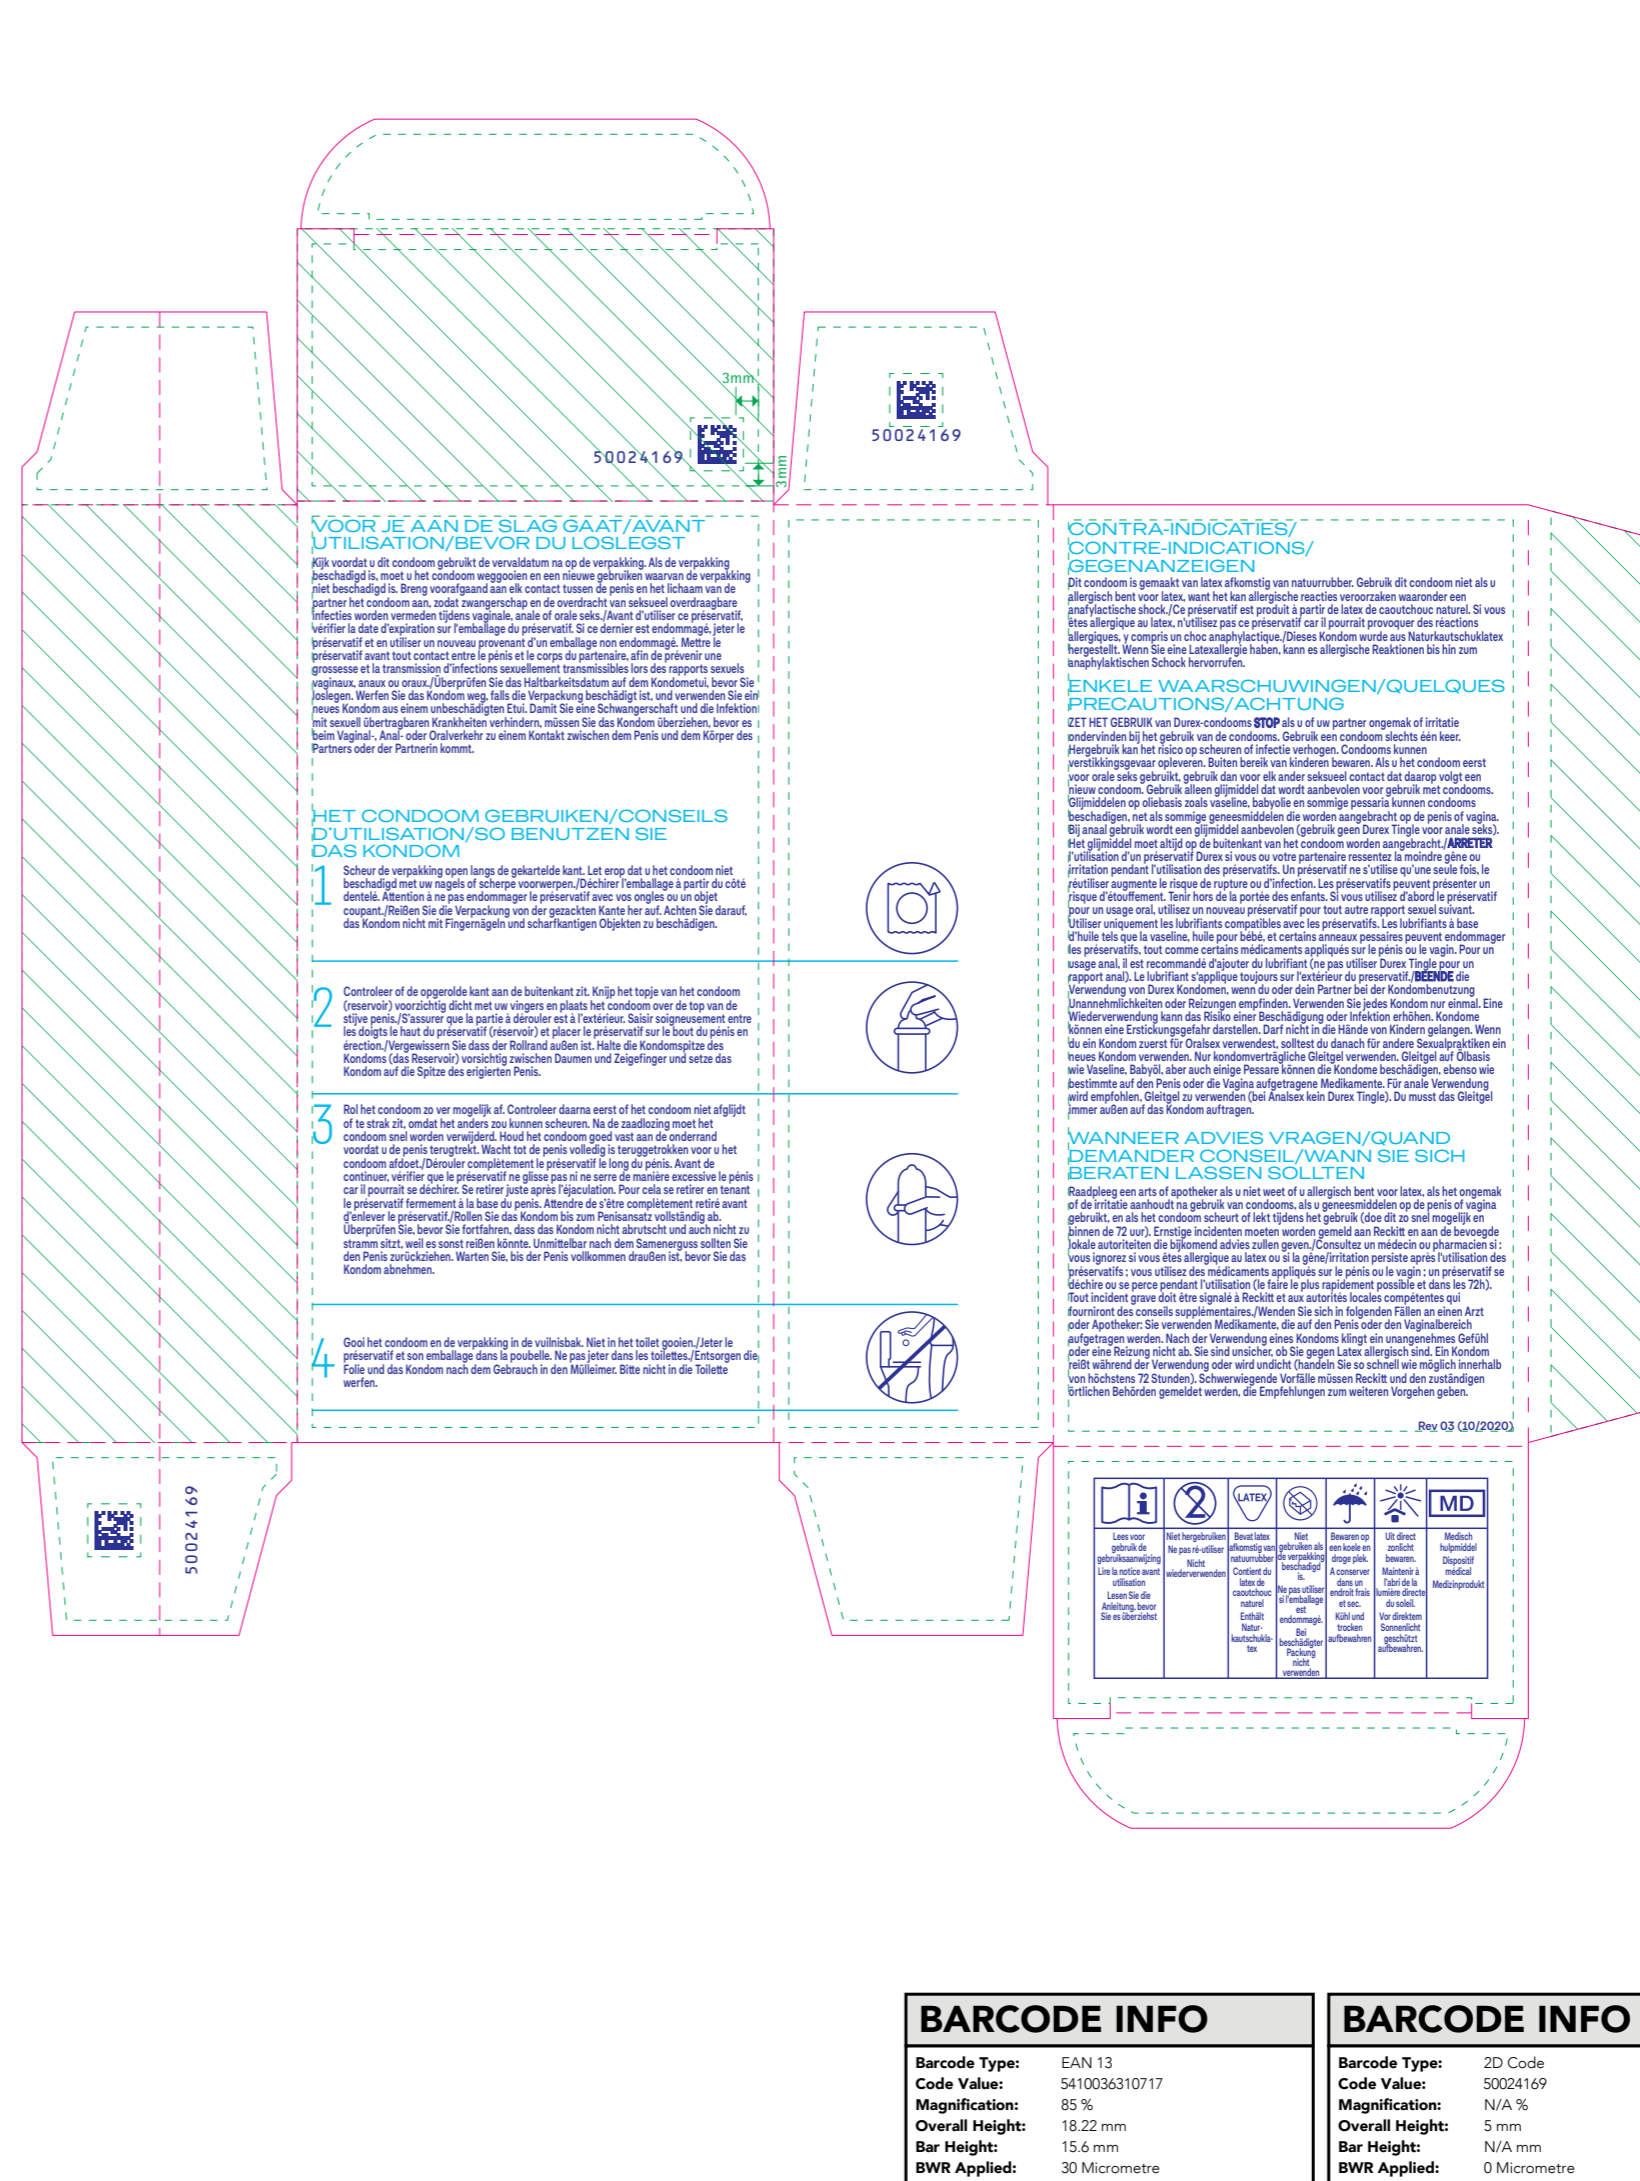 3mm
50024169
3mm
50024169
VOOR JE AAN DE SLAG GAAT/AVANT
UTILISATION/BEVOR DU LOSLEGST
Kijk voordat u dit condoom gebruikt de vervaldatum na op de verpakking. Als de verpakking
beschadigd is, moet u het condoom weggooien en een nieuwe gebruiken waarvan de verpakking
niet beschadigd is. Breng voorafgaand aan elk contact tussen de penis en het lichaam van de
partner het condoom aan, zodat zwangerschap en de overdracht van seksueel overdraagbare
infecties worden vermeden tijdens vaginale, anale of orale seks./Avant d'utiliser ce préservatif,
vérifier la date d'expiration sur l'emballage du préservatif. Si ce dernier est endommagé, jeter le
préservatif et en utiliser un nouveau provenant d'un emballage non endommagé. Mettre le
préservatif avant tout contact entre le pénis et le corps du partenaire, afin de prévenir une
grossesse et la transmission d'infections sexuellement transmissibles lors des rapports sexuels
vaginaux, anaux ou oraux./Überprüfen Sie das Haltbarkeitsdatum auf dem Kondometui, bevor Sie
loslegen. Werfen Sie das Kondom weg, falls die Verpackung beschädigt ist, und verwenden Sie ein
neues Kondom aus einem unbeschädigten Etui. Damit Sie eine Schwangerschaft und die Infektion
mit sexuell übertragbaren Krankheiten verhindern, müssen Sie das Kondom überziehen, bevor es
beim Vaginal-, Anal- oder Oralverkehr zu einem Kontakt zwischen dem Penis und dem Körper des
Partners oder der Partnerin kommt.
HET CONDOOM GEBRUIKEN/CONSEILS
D'UTILISATION/SO BENUTZEN SIE
DAS KONDOM
1
Scheur de verpakking open langs de gekartelde kant. Let erop dat u het condoom niet
beschadigd met uw nagels of scherpe voorwerpen./Déchirer l'emballage à partir du côté
dentelé. Attention à ne pas endommager le préservatif avec vos ongles ou un objet
coupant./Reißen Sie die Verpackung von der gezackten Kante her auf. Achten Sie darauf,
das Kondom nicht mit Fingernägeln und scharfkantigen Objekten zu beschädigen.
2
Controleer of de opgerolde kant aan de buitenkant zit. Knijp het topje van het condoom
(reservoir) voorzichtig dicht met uw vingers en plaats het condoom over de top van de
stijve penis./S'assurer que la partie à dérouler est à l'extérieur. Saisir soigneusement entre
les doigts le haut du préservatif (réservoir) et placer le préservatif sur le bout du pénis en
érection./Vergewissern Sie dass der Rollrand außen ist. Halte die Kondomspitze des
Kondoms (das Reservoir) vorsichtig zwischen Daumen und Zeigefinger und setze das
Kondom auf die Spitze des erigierten Penis.
3
Rol het condoom zo ver mogelijk af. Controleer daarna eerst of het condoom niet afglijdt
of te strak zit, omdat het anders zou kunnen scheuren. Na de zaadlozing moet het
condoom snel worden verwijderd. Houd het condoom goed vast aan de onderrand
voordat u de penis terugtrekt. Wacht tot de penis volledig is teruggetrokken voor u het
condoom afdoet./Dérouler complètement le préservatif le long du pénis. Avant de
continuer, vérifier que le préservatif ne glisse pas ni ne serre de manière excessive le pénis
car il pourrait se déchirer. Se retirer juste après l'éjaculation. Pour cela se retirer en tenant
le préservatif fermement à la base du penis. Attendre de s'être complètement retiré avant
d'enlever le préservatif./Rollen Sie das Kondom bis zum Penisansatz vollständig ab.
Überprüfen Sie, bevor Sie fortfahren, dass das Kondom nicht abrutscht und auch nicht zu
stramm sitzt, weil es sonst reißen könnte. Unmittelbar nach dem Samenerguss sollten Sie
den Penis zurückziehen. Warten Sie, bis der Penis vollkommen draußen ist, bevor Sie das
Kondom abnehmen.
4
Gooi het condoom en de verpakking in de vuilnisbak. Niet in het toilet gooien./Jeter le
préservatif et son emballage dans la poubelle. Ne pas jeter dans les toilettes./Entsorgen die
Folie und das Kondom nach dem Gebrauch in den Mülleimer. Bitte nicht in die Toilette
werfen.
CONTRA-INDICATIES/
CONTRE-INDICATIONS/
GEGENANZEIGEN
Dit condoom is gemaakt van latex afkomstig van natuurrubber. Gebruik dit condoom niet als u
allergisch bent voor latex, want het kan allergische reacties veroorzaken waaronder een
anafylactische shock./Ce préservatif est produit à partir de latex de caoutchouc naturel. Si vous
êtes allergique au latex, n'utilisez pas ce préservatif car il pourrait provoquer des réactions
allergiques, y compris un choc anaphylactique./Dieses Kondom wurde aus Naturkautschuklatex
hergestellt. Wenn Sie eine Latexallergie haben, kann es allergische Reaktionen bis hin zum
anaphylaktischen Schock hervorrufen.
ENKELE WAARSCHUWINGEN/QUELQUES
PRECAUTIONS/ACHTUNG
ZET HET GEBRUIK van Durex-condooms STOP als u of uw partner ongemak of irritatie
ondervinden bij het gebruik van de condooms. Gebruik een condoom slechts één keer.
Hergebruik kan het risico op scheuren of infectie verhogen. Condooms kunnen
verstikkingsgevaar opleveren. Buiten bereik van kinderen bewaren. Als u het condoom eerst
voor orale seks gebruikt, gebruik dan voor elk ander seksueel contact dat daarop volgt een
nieuw condoom. Gebruik alleen glijmiddel dat wordt aanbevolen voor gebruik met condooms.
Glijmiddelen op oliebasis zoals vaseline, babyolie en sommige pessaria kunnen condooms
beschadigen, net als sommige geneesmiddelen die worden aangebracht op de penis of vagina.
Bij anaal gebruik wordt een glijmiddel aanbevolen (gebruik geen Durex Tingle voor anale seks).
Het glijmiddel moet altijd op de buitenkant van het condoom worden aangebracht./ARRETER
l'utilisation d'un préservatif Durex si vous ou votre partenaire ressentez la moindre gêne ou
irritation pendant l'utilisation des préservatifs. Un préservatif ne s'utilise qu'une seule fois, le
réutiliser augmente le risque de rupture ou d'infection. Les préservatifs peuvent présenter un
risque d'étouffement. Tenir hors de la portée des enfants. Si vous utilisez d'abord le préservatif
pour un usage oral, utilisez un nouveau préservatif pour tout autre rapport sexuel suivant.
Utiliser uniquement les lubrifiants compatibles avec les préservatifs. Les lubrifiants à base
d'huile tels que la vaseline, huile pour bébé, et certains anneaux pessaires peuvent endommager
les préservatifs, tout comme certains médicaments appliqués sur le pénis ou le vagin. Pour un
usage anal, il est recommandé d'ajouter du lubrifiant (ne pas utiliser Durex Tingle pour un
rapport anal). Le lubrifiant s'applique toujours sur l'extérieur du preservatif./BEENDE die
Verwendung von Durex Kondomen, wenn du oder dein Partner bei der Kondombenutzung
Unannehmlichkeiten oder Reizungen empfinden. Verwenden Sie jedes Kondom nur einmal. Eine
Wiederverwendung kann das Risiko einer Beschädigung oder Infektion erhöhen. Kondome
können eine Erstickungsgefahr darstellen. Darf nicht in die Hände von Kindern gelangen. Wenn
du ein Kondom zuerst für Oralsex verwendest, solltest du danach für andere Sexualpraktiken ein
neues Kondom verwenden. Nur kondomverträgliche Gleitgel verwenden. Gleitgel auf Ölbasis
wie Vaseline, Babyöl, aber auch einige Pessare können die Kondome beschädigen, ebenso wie
bestimmte auf den Penis oder die Vagina aufgetragene Medikamente. Für anale Verwendung
wird empfohlen, Gleitgel zu verwenden (bei Analsex kein Durex Tingle). Du musst das Gleitgel
immer außen auf das Kondom auftragen.
WANNEER ADVIES VRAGEN/QUAND
DEMANDER CONSEIL/WANN SIE SICH
BERATEN LASSEN SOLLTEN
Raadpleeg een arts of apotheker als u niet weet of u allergisch bent voor latex, als het ongemak
of de irritatie aanhoudt na gebruik van condooms, als u geneesmiddelen op de penis of vagina
gebruikt, en als het condoom scheurt of lekt tijdens het gebruik (doe dit zo snel mogelijk en
binnen de 72 uur). Ernstige incidenten moeten worden gemeld aan Reckitt en aan de bevoegde
lokale autoriteiten die bijkomend advies zullen geven./Consultez un médecin ou pharmacien si :
vous ignorez si vous êtes allergique au latex ou si la gêne/irritation persiste après l'utilisation des
préservatifs ; vous utilisez des médicaments appliqués sur le pénis ou le vagin ; un préservatif se
déchire ou se perce pendant l'utilisation (le faire le plus rapidement possible et dans les 72h).
Tout incident grave doit être signalé à Reckitt et aux autorités locales compétentes qui
fourniront des conseils supplémentaires./Wenden Sie sich in folgenden Fällen an einen Arzt
oder Apotheker: Sie verwenden Medikamente, die auf den Penis oder den Vaginalbereich
aufgetragen werden. Nach der Verwendung eines Kondoms klingt ein unangenehmes Gefühl
oder eine Reizung nicht ab. Sie sind unsicher, ob Sie gegen Latex allergisch sind. Ein Kondom
reißt während der Verwendung oder wird undicht (handeln Sie so schnell wie möglich innerhalb
von höchstens 72 Stunden). Schwerwiegende Vorfälle müssen Reckitt und den zuständigen
örtlichen Behörden gemeldet werden, die Empfehlungen zum weiteren Vorgehen geben.
Rev 03 (10/2020)
50024169
i
2
LATEX
MD
Lees voor
gebruik de
gebruiksaanwijzing
Lire la notice avant
utilisation
Lesen Sie die
Anleitung, bevor
Sie es überziehst
Niet hergebruiken
Ne pas ré-utiliser
Nicht
wiederverwenden
Bevat latex
afkomstig van
natuurrubber
Contient du
latex de
caoutchouc
naturel
Enthält
Natur-
kautschukla-
tex
Niet
gebruiken als
de verpakking
beschadigd
is.
Ne pas utiliser
si l'emballage
est
endommagé.
Bei
beschädigter
Packung
nicht
verwenden
Bewaren op
een koele en
droge plek.
A conserver
dans un
endroit frais
et sec.
Kühl und
trocken
aufbewahren
Uit direct
zonlicht
bewaren.
Maintenir à
l'abri de la
lumière directe
du soleil.
Vor direktem
Sonnenlicht
geschützt
aufbewahren.
Medisch
hulpmiddel
Dispositif
médical
Medizinprodukt
BARCODE INFO
Barcode Type: EAN 13
Code Value: 5410036310717
Magnification: 85 %
Overall Height: 18.22 mm
Bar Height: 15.6 mm
BWR Applied: 30 Micrometre
BARCODE INFO
Barcode Type: 2D Code
Code Value: 50024169
Magnification: N/A %
Overall Height: 5 mm
Bar Height: N/A mm
BWR Applied: 0 Micrometre